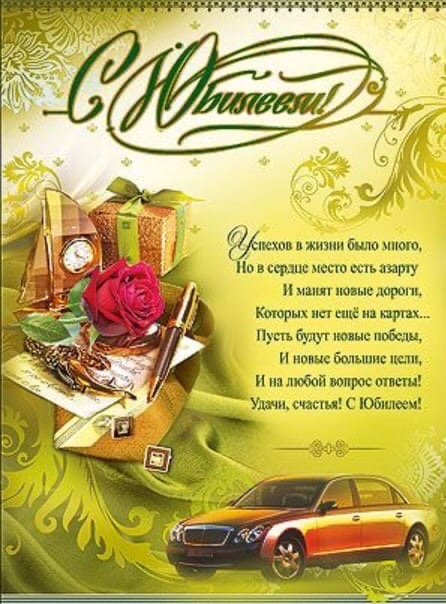 С Юбилеем!
Успехов в жизни было много,
Но в сердце место есть азарту
И манят новые дороги,
Которых нет ещё на картах...
Пусть будут новые победы,
И новые большие цели,
И на любой вопрос ответы!
Удачи, счастья! С Юбилеем!